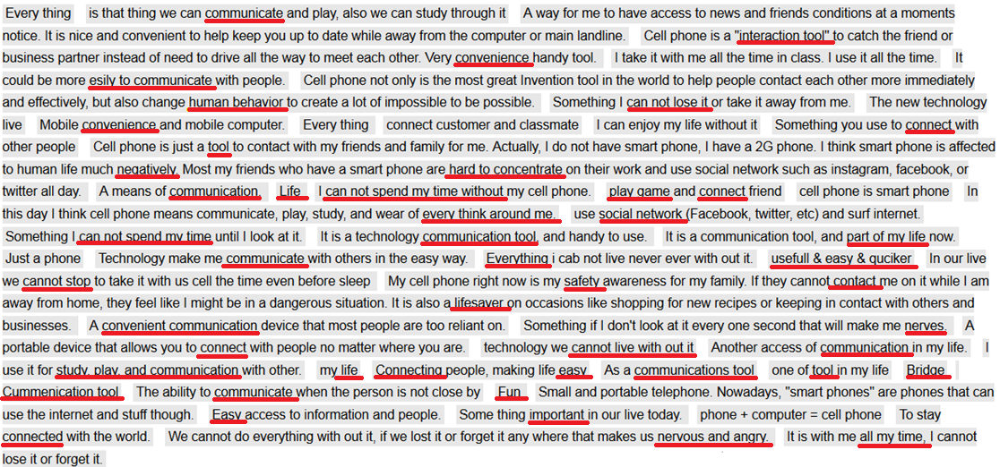 Every thing is that thing we can communicate and play, also we can study through it A way for me to have access to news and friends conditions at a moments
notice. It is nice and convenient to help keep you up to date while away from the computer or main landline. Cell phone is a "interaction tool" to catch the friend or
business partner instead of need to drive all the way to meet each other. Very convenience handy tool. I take it with me all the time in class. I use it all the time. It
could be more esily to communicate with people. Cell phone not only is the most great Invention tool in the world to help people contact each other more immediately
and effectively, but also change human behavior to create a lot of impossible to be possible. Something I can not lose it or take it away from me. The new technology
live Mobile convenience and mobile computer. Every thing connect customer and classmate I can enjoy my life without it Something you use to connect with
other people Cell phone is just a tool to contact with my friends and family for me. Actually, I do not have smart phone, I have a 2G phone. I think smart phone is affected
to human life much negatively. Most my friends who have a smart phone are hard to concentrate on their work and use social network such as instagram, facebook, or
twitter all day. A means of communication. Life I can not spend my time without my cell phone. play game and connect friend cell phone is smart phone In
this day I think cell phone means communicate, play, study, and wear of every think around me. use social network (Facebook, twitter, etc) and surf internet.
Something I can not spend my time until I look at it. It is a technology communication tool, and handy to use. It is a communication tool, and part of my life now.
Just a phone Technology make me communicate with others in the easy way. Everything i cab not live never ever with out it. usefull & easy & quciker In our live
we cannot stop to take it with us cell the time even before sleep My cell phone right now is my safety awareness for my family. If they cannot contact me on it while I am
away from home, they feel like I might be in a dangerous situation. It is also a lifesaver on occasions like shopping for new recipes or keeping in contact with others and
businesses. A convenient communication device that most people are too reliant on. Something if I don't look at it every one second that will make me nerves. A
portable device that allows you to connect with people no matter where you are. technology we cannot live with out it Another access of communication in my life. I
use it for study, play, and communication with other. my life Connecting people, making life easy As a communications tool one of tool in my life Bridge
Cummenication tool The ability to communicate when the person is not close by Fun Small and portable telephone. Nowadays, "smart phones" are phones that can
use the internet and stuff though. Easy access to information and people. Some thing important in our live today. phone + computer = cell phone To stay
connected with the world. We cannot do everything with out it, if we lost it or forget it any where that makes us nervous and angry. It is with me all my time, I cannot
lose it or forget it.